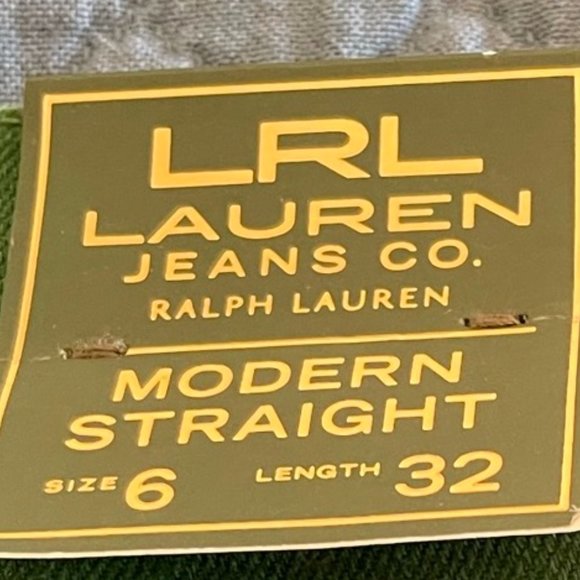 LRL
LAUREN
JEANS CO.
RALPH LAUREN
MODERN
STRAIGHT
SIZE 6 LENGTH 32